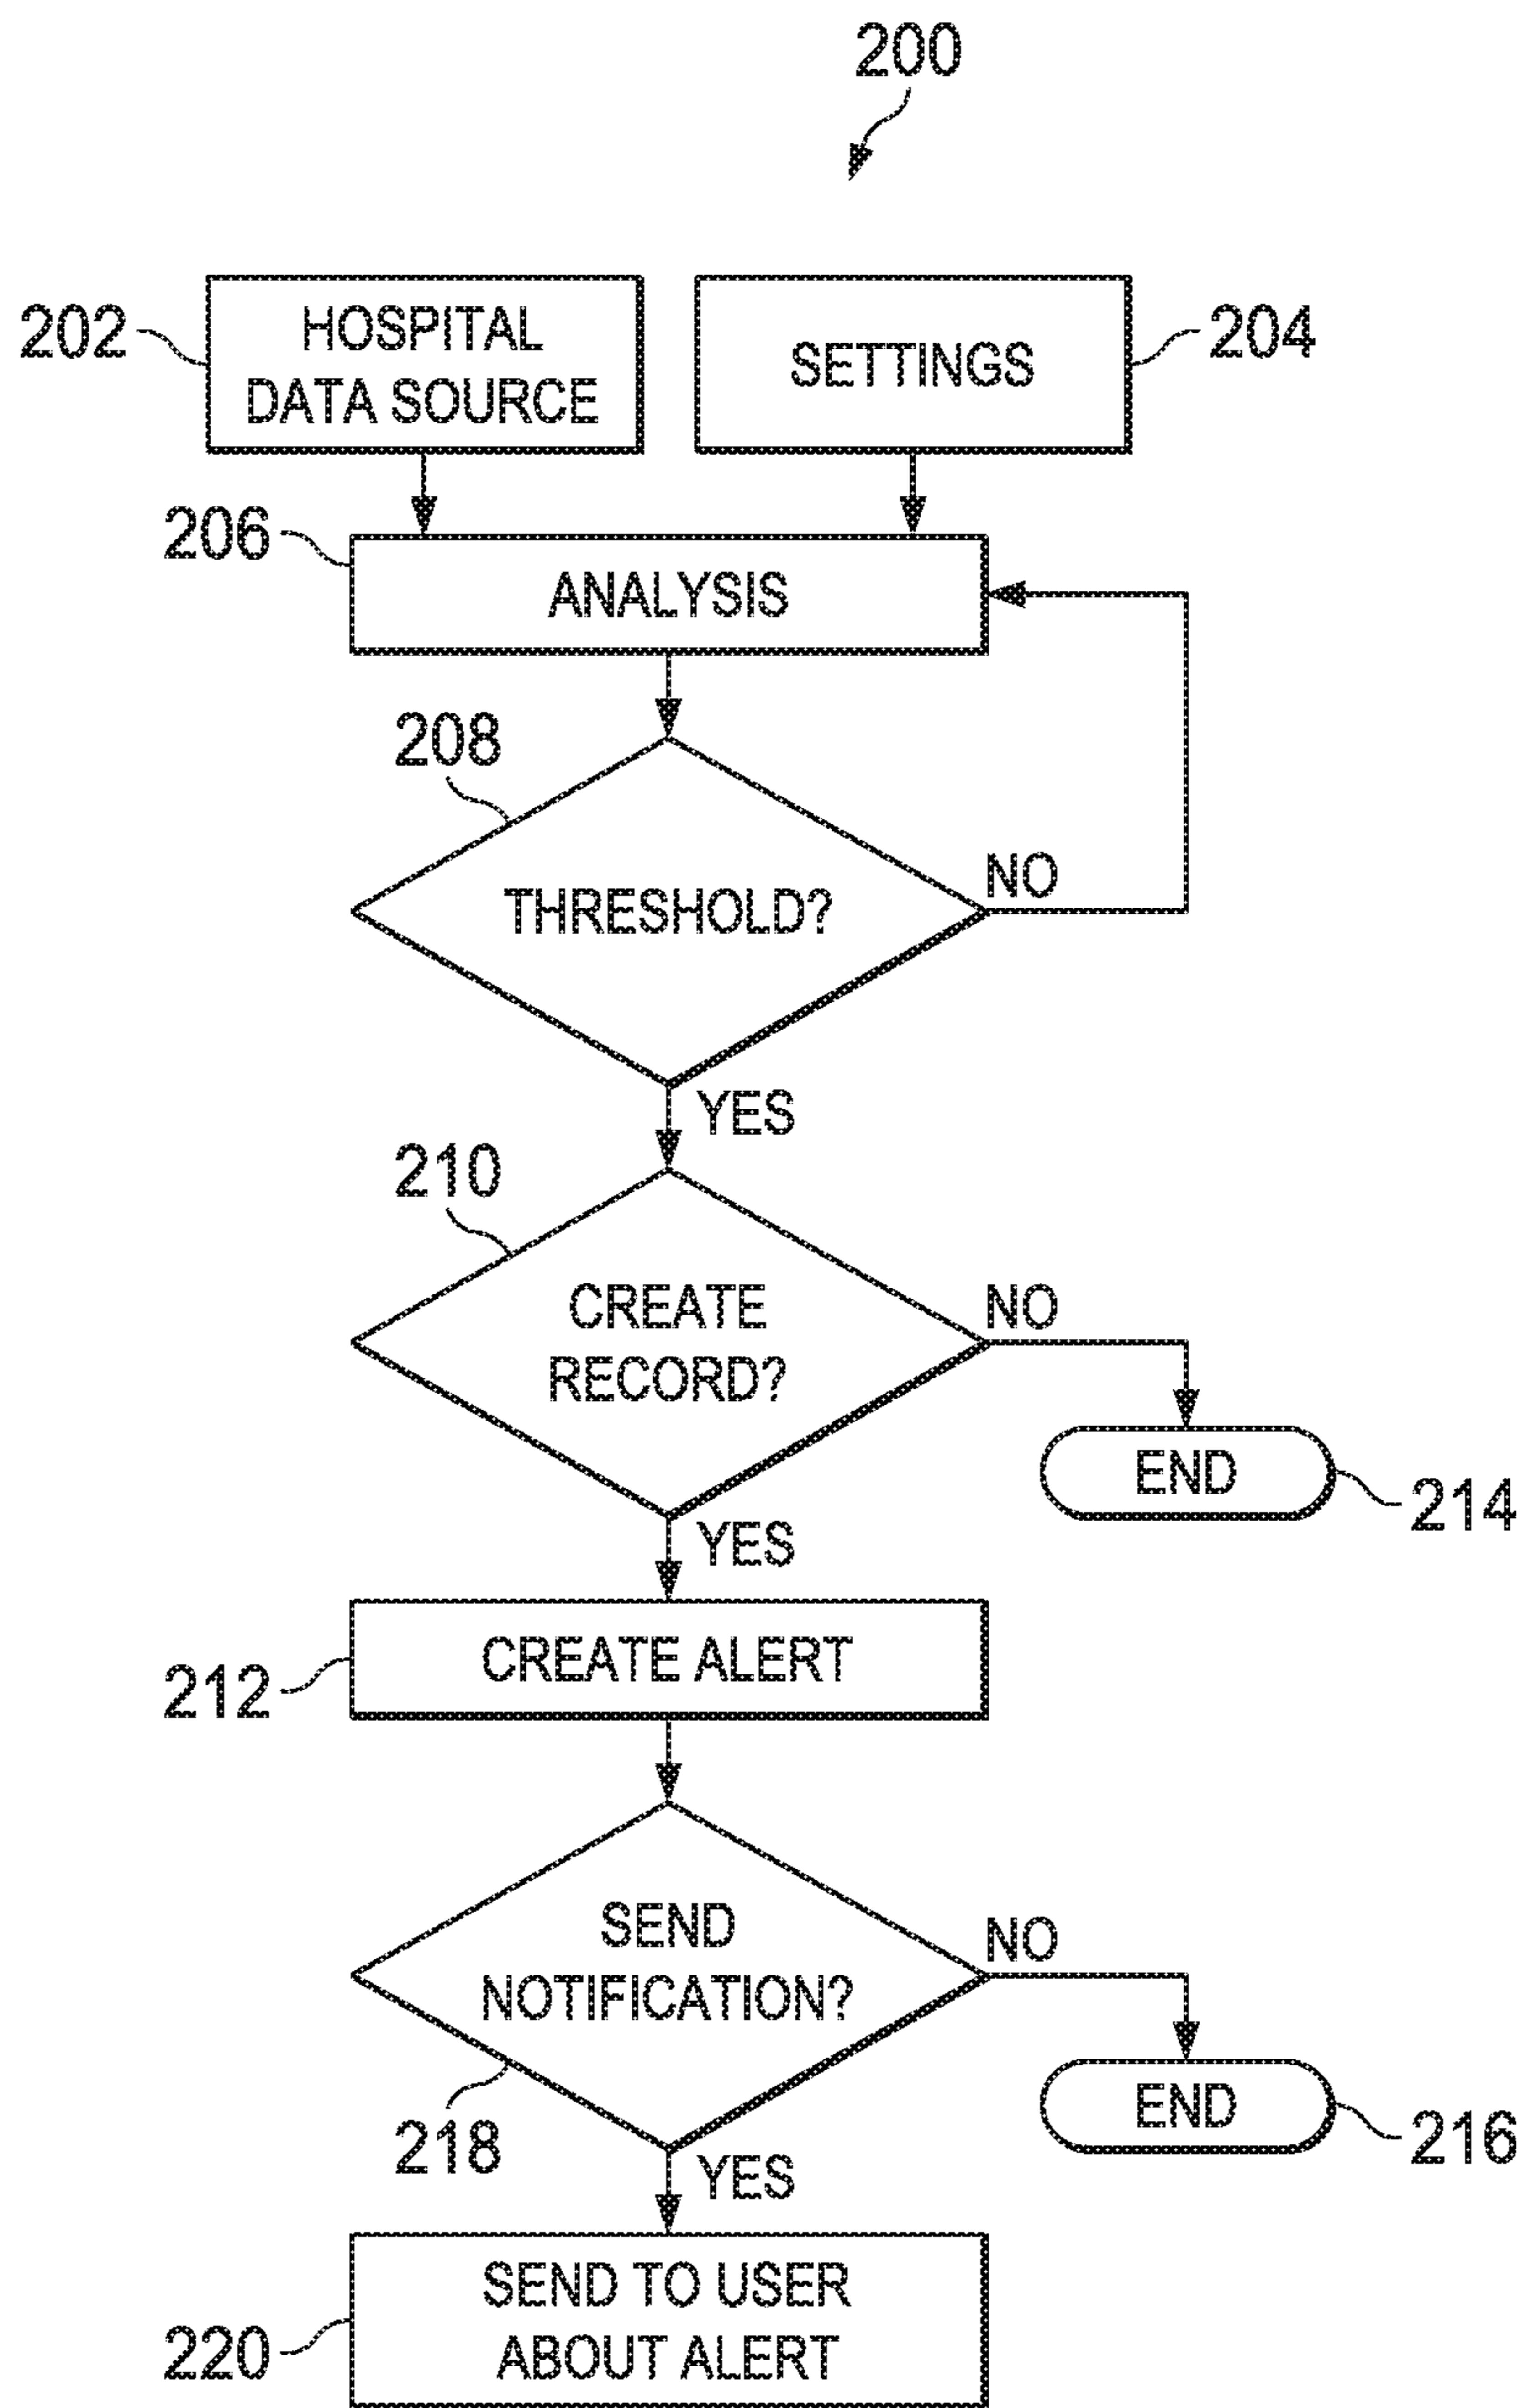 200
202
HOSPITAL
DATA SOURCE
SETTINGS
204
206
ANALYSIS
208
THRESHOLD?
NO
YES
210
CREATE
RECORD?
NO
END
214
YES
212
CREATE ALERT
SEND
NOTIFICATION?
NO
218
END
216
YES
220
SEND TO USER
ABOUT ALERT